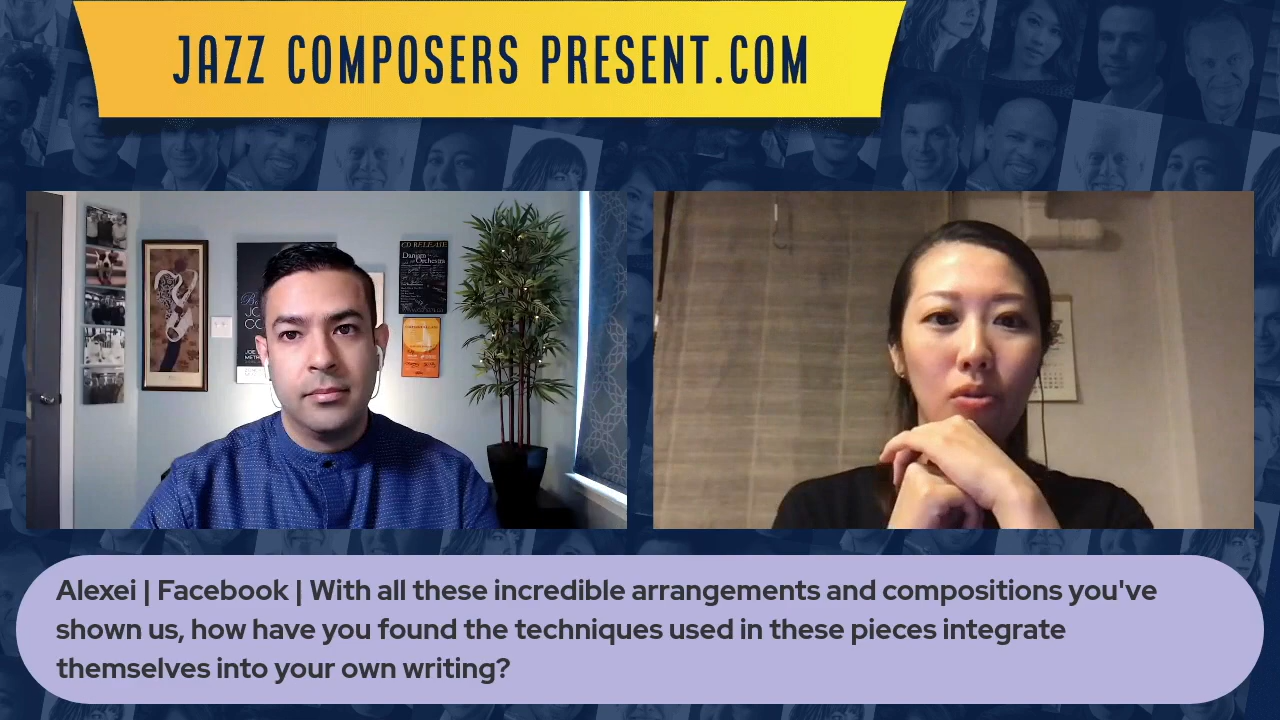 JAZZ COMPOSERS PRESENT.COM
CD RELEASE
Alexei | Facebook | With all these incredible arrangements and compositions you've
shown us, how have you found the techniques used in these pieces integrate
themselves into your own writing?